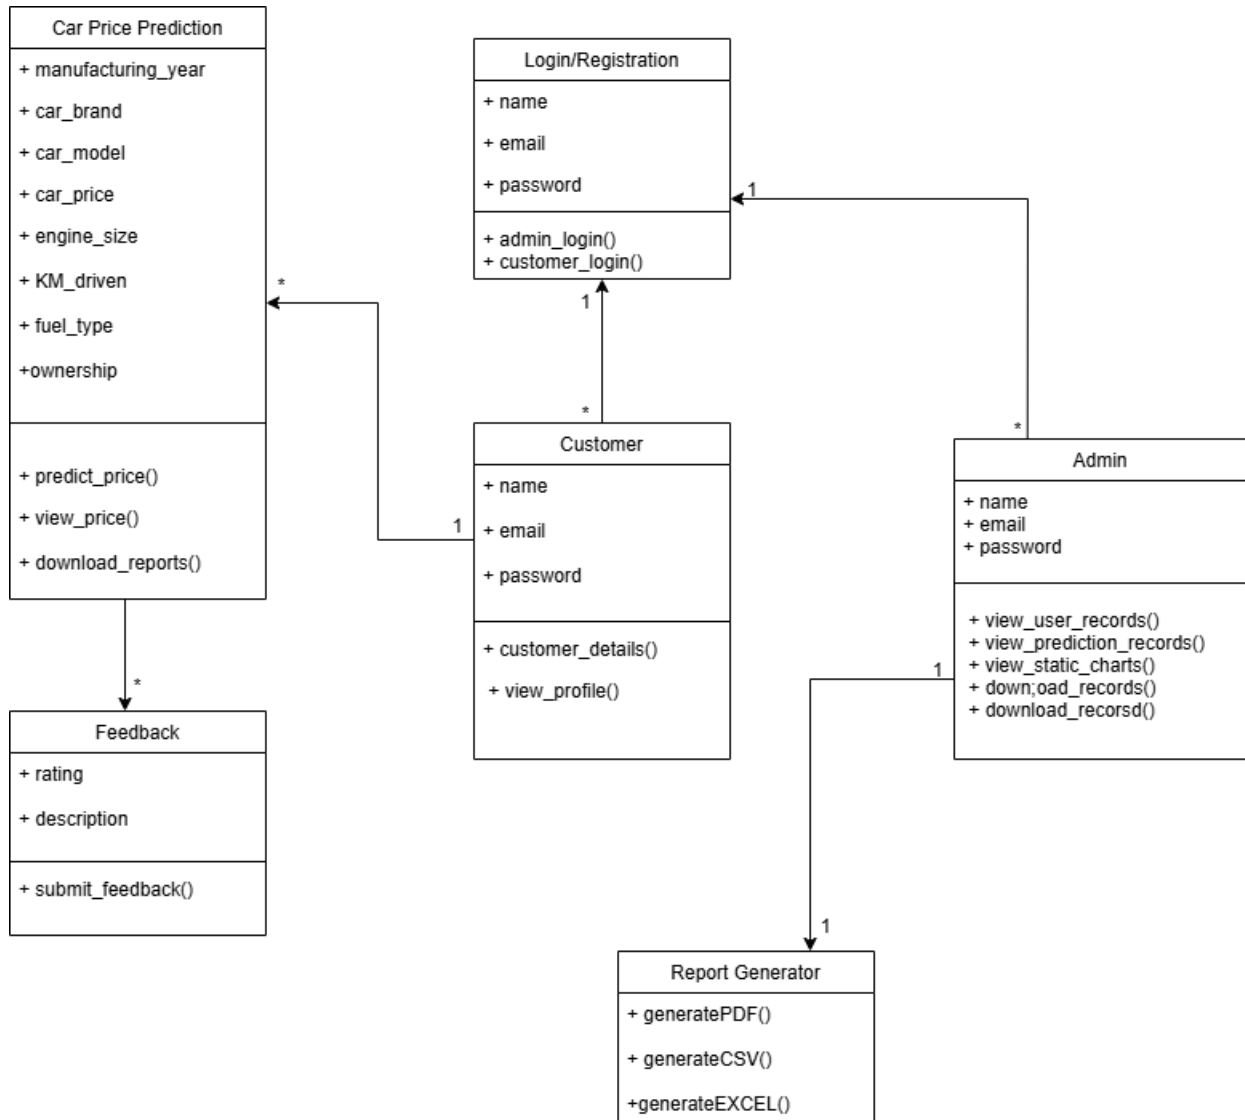 Car Price Prediction
+ manufacturing_year
+ car_brand
+ car_model
+ car_price
+ engine_size
+ KM_driven
+ fuel_type
+ownership
+ predict_price()
+ view_price()
+ download_reports()
*
1
*
Feedback
+ rating
+ description
+ submit_feedback()
Login/Registration
+ name
+ email
+ password
+ admin_login()
+ customer_login()
1
*
1
*
Customer
+ name
+ email
+ password
+ customer_details()
+ view_profile()
Admin
+ name
+ email
+ password
+ view_user_records()
+ view_prediction_records()
+ view_static_charts()
+ down;oad_records()
+ download_recorsd()
1
1
Report Generator
+ generatePDF()
+ generateCSV()
+generateEXCEL()